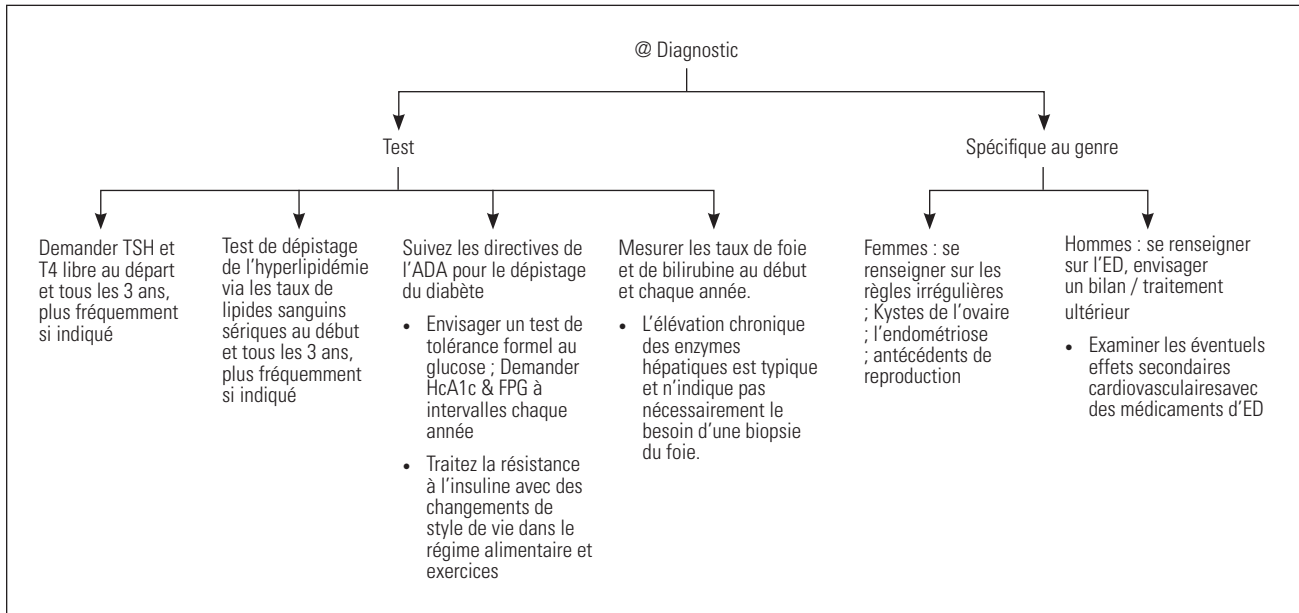 @ Diagnostic
Test
Spécifique au genre
Demander TSH et
T4 libre au départ
et tous les 3 ans,
plus fréquemment
si indiqué
Test de dépistage
de l'hyperlipidémie
via les taux de
lipides sanguins
sériques au début
et tous les 3 ans,
plus fréquemment
si indiqué
Suivez les directives de
l'ADA pour le dépistage
du diabète
• Envisager un test de
tolérance formel au
glucose ; Demander
HcA1c & FPG à
intervalles chaque
année
• Traitez la résistance
à l'insuline avec des
changements de
style de vie dans le
régime alimentaire et
exercices
Mesurer les taux de foie
et de bilirubine au début
et chaque année.
• L'élévation chronique
des enzymes
hépatiques est typique
et n'indique pas
nécessairement le
besoin d'une biopsie
du foie.
Femmes : se
renseigner sur les
règles irrégulières
; Kystes de l'ovaire
; l'endométriose
; antécédents de
reproduction
Hommes : se renseigner
sur l'ED, envisager
un bilan / traitement
ultérieur
• Examiner les éventuels
effets secondaires
cardiovasculairesavec
des médicaments d'ED